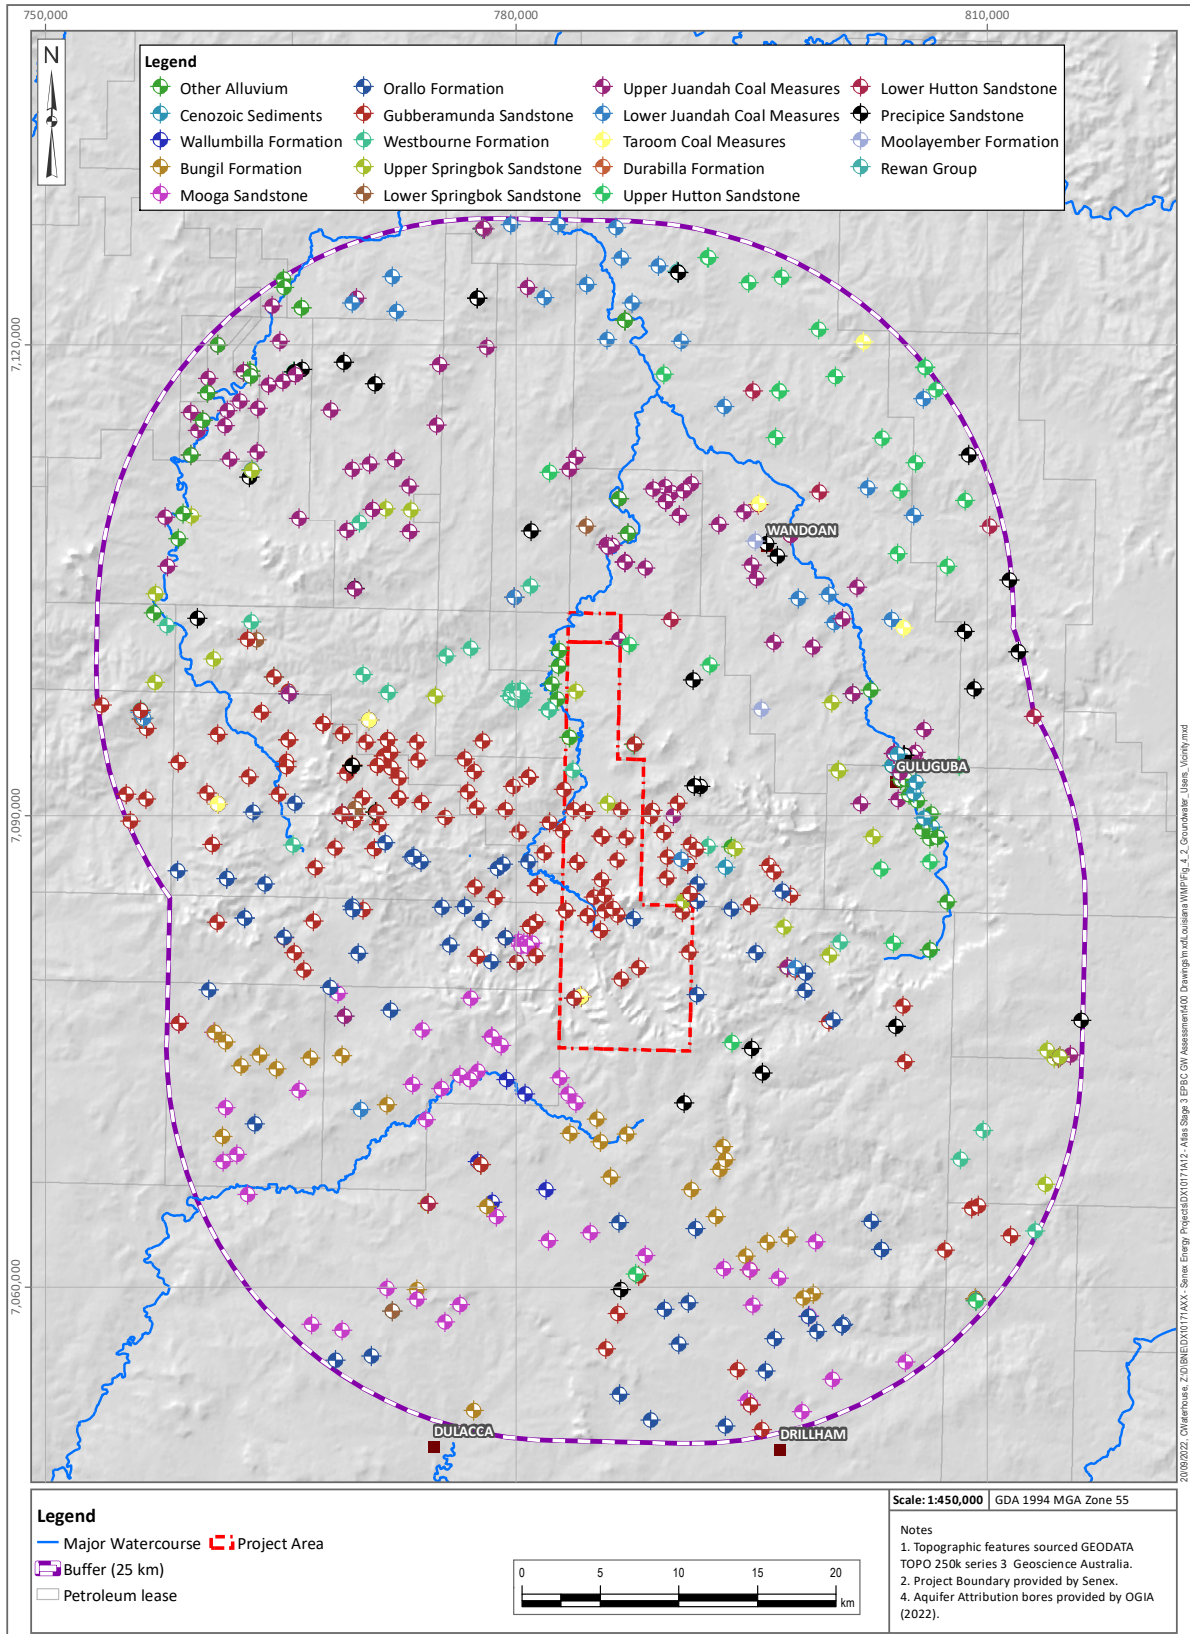 750,000
780,000
810,000
N
Legend
Other Alluvium
Cenozoic Sediments
Wallumbilla Formation
Bungil Formation
Mooga Sandstone
Orallo Formation
Gubberamunda Sandstone
Westbourne Formation
Upper Springbok Sandstone
Lower Springbok Sandstone
Upper Juandah Coal Measures
Lower Juandah Coal Measures
Taroom Coal Measures
Durabilla Formation
Upper Hutton Sandstone
Lower Hutton Sandstone
Precipice Sandstone
Moolayember Formation
Rewan Group
7,120,000
WANDOAN
GULUGUBA
7,090,000
7,060,000
DULACCA
DRILLHAM
Legend
Major Watercourse
Project Area
Buffer (25 km)
Petroleum lease
0 5 10 15 20
km
Scale: 1:450,000
GDA 1994 MGA Zone 55
Notes
1. Topographic features sourced GEODATA
TOPO 250k series 3 Geoscience Australia.
2. Project Boundary provided by Senex.
4. Aquifer Attribution bores provided by OGIA
(2022).